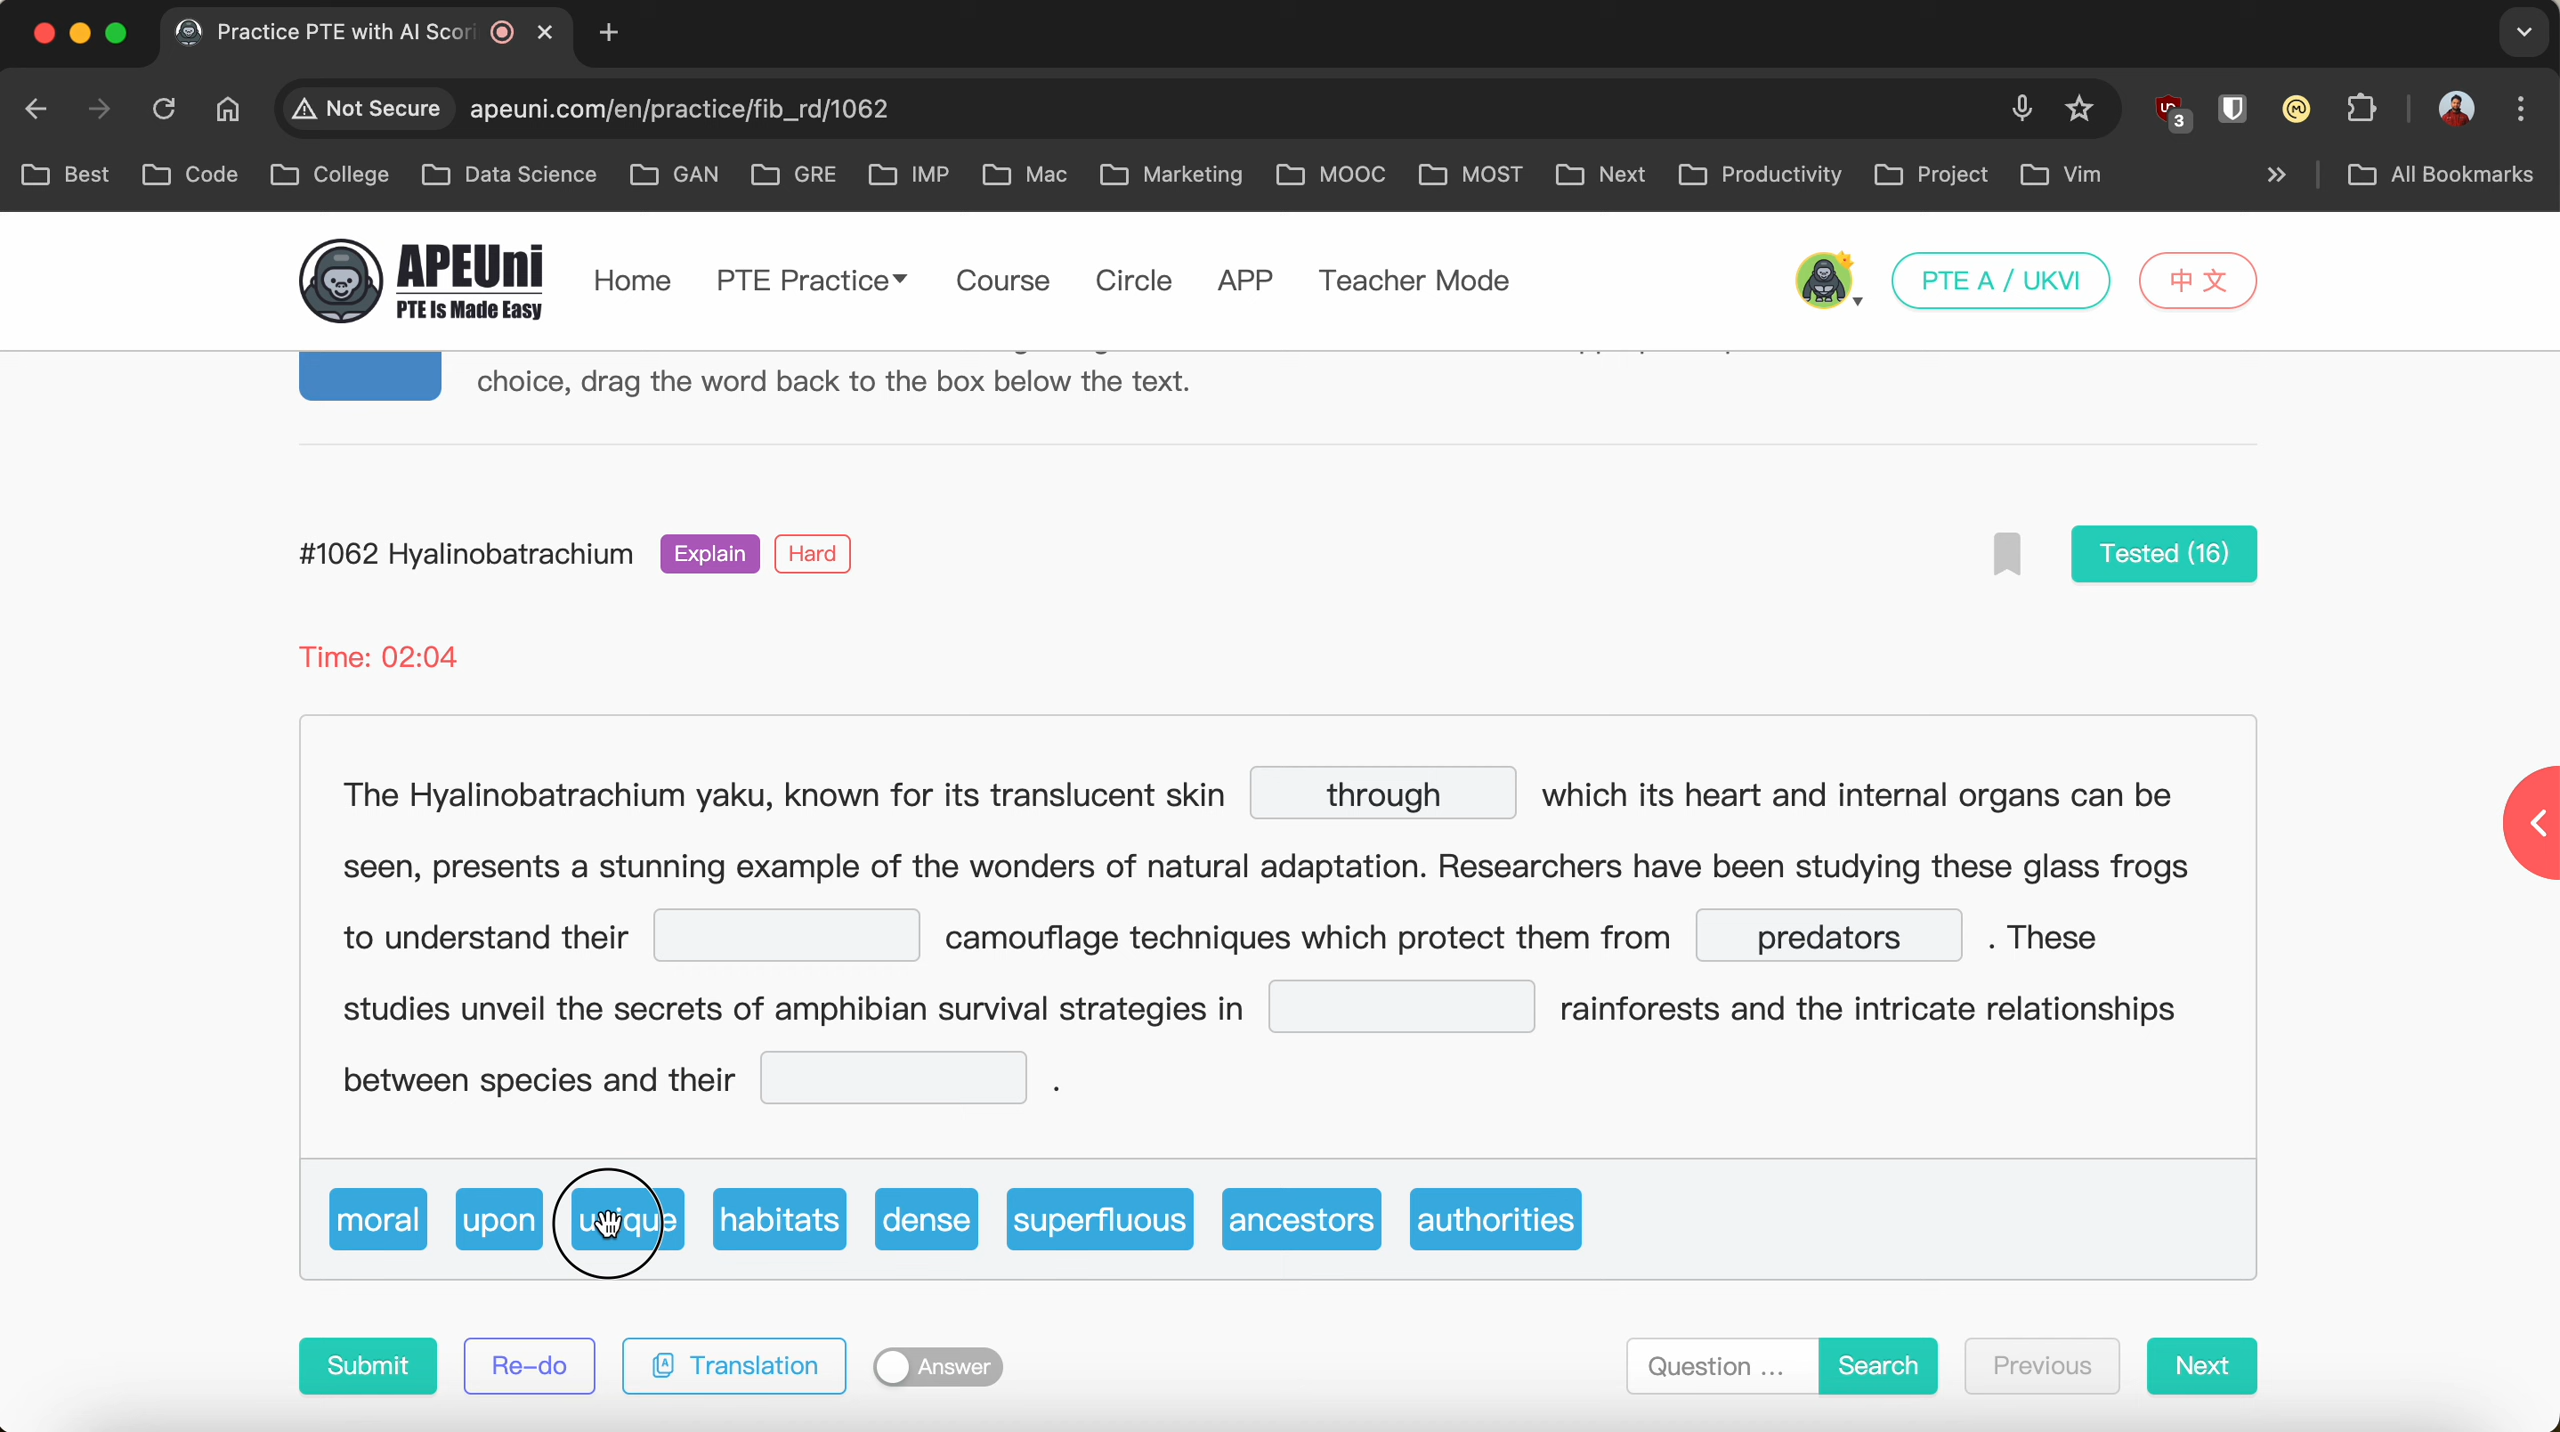 Practice PTE with AI Scori
Not Secure apeuni.com/en/practice/fib_rd/1062
3
Best Code College Data Science GAN GRE IMP Mac Marketing MOOC MOST Next Productivity Project Vim All Bookmarks
APEUni
PTE Is Made Easy
Home PTE Practice Course Circle APP Teacher Mode PTE A / UKVI 中文
choice, drag the word back to the box below the text.
#1062 Hyalinobatrachium Explain Hard Tested (16)
Time: 02:04
The Hyalinobatrachium yaku, known for its translucent skin through which its heart and internal organs can be
seen, presents a stunning example of the wonders of natural adaptation. Researchers have been studying these glass frogs
to understand their camouflage techniques which protect them from predators . These
studies unveil the secrets of amphibian survival strategies in rainforests and the intricate relationships
between species and their .
moral upon unique habitats dense superfluous ancestors authorities
Submit Re-do Translation Answer Question ... Search Previous Next